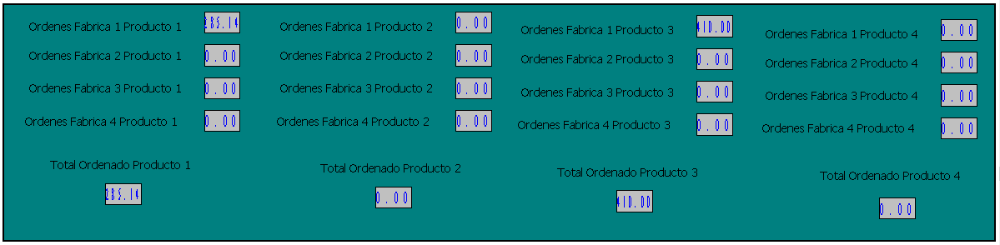 Ordenes Fabrica 1 Producto 1 285.14 Ordenes Fabrica 1 Producto 2 0.00 Ordenes Fabrica 1 Producto 3 410.00 Ordenes Fabrica 1 Producto 4 0.00
Ordenes Fabrica 2 Producto 1 0.00 Ordenes Fabrica 2 Producto 2 0.00 Ordenes Fabrica 2 Producto 3 0.00 Ordenes Fabrica 2 Producto 4 0.00
Ordenes Fabrica 3 Producto 1 0.00 Ordenes Fabrica 3 Producto 2 0.00 Ordenes Fabrica 3 Producto 3 0.00 Ordenes Fabrica 3 Producto 4 0.00
Ordenes Fabrica 4 Producto 1 0.00 Ordenes Fabrica 4 Producto 2 0.00 Ordenes Fabrica 4 Producto 3 0.00 Ordenes Fabrica 4 Producto 4 0.00
Total Ordenado Producto 1 Total Ordenado Producto 2 Total Ordenado Producto 3 Total Ordenado Producto 4
285.14 0.00 410.00 0.00